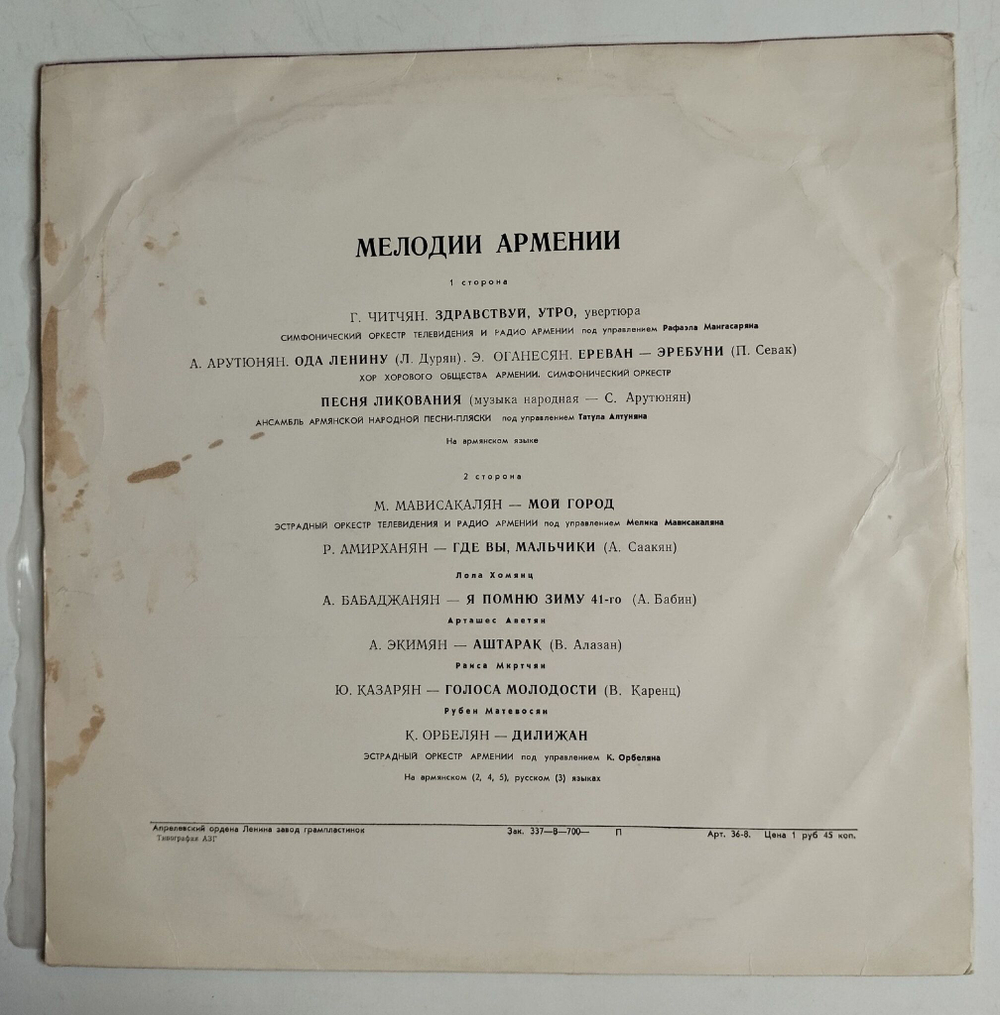 МЕЛОДИИ АРМЕНИИ
1 сторона
Г. ЧИТЧЯН. ЗДРАВСТВУЙ, УТРО, увертюра
СИМФОНИЧЕСКИЙ ОРКЕСТР ТЕЛЕВИДЕНИЯ И РАДИО АРМЕНИИ под управлением Рафаэла Мангасаряна
А. АРУТЮНЯН. ОДА ЛЕНИНУ (Л. Дурян). Э. ОГАНЕСЯН. ЕРЕВАН — ЭРЕБУНИ (П. Севак)
ХОР ХОРОВОГО ОБЩЕСТВА АРМЕНИИ. СИМФОНИЧЕСКИЙ ОРКЕСТР
ПЕСНЯ ЛИКОВАНИЯ (музыка народная — С. Арутюнян)
АНСАМБЛЬ АРМЯНСКОЙ НАРОДНОЙ ПЕСНИ-ПЛЯСКИ под управлением Татула Алтуняна
На армянском языке
2 сторона
М. МАВИСАКАЛЯН — МОЙ ГОРОД
ЭСТРАДНЫЙ ОРКЕСТР ТЕЛЕВИДЕНИЯ И РАДИО АРМЕНИИ под управлением Мелика Мависакаляна
Р. АМИРХАНЯН — ГДЕ ВЫ, МАЛЬЧИКИ (А. Саакян)
Лола Хомянц
А. БАБАДЖАНЯН — Я ПОМНЮ ЗИМУ 41-го (А. Бабин)
Арташес Аветян
А. ЭКИМЯН — АШТАРАК (В. Алазан)
Раиса Мкртчян
Ю. КАЗАРЯН — ГОЛОСА МОЛОДОСТИ (В. Каренц)
Рубен Матевосян
К. ОРБЕЛЯН — ДИЛИЖАН
ЭСТРАДНЫЙ ОРКЕСТР АРМЕНИИ под управлением К. Орбеляна
На армянском (2, 4, 5), русском (3) языках
Апрелевский ордена Ленина завод грампластинок Зак. 337—В—700— П Арт. 36-8. Цена 1 руб 45 коп.
Типография АЗГ